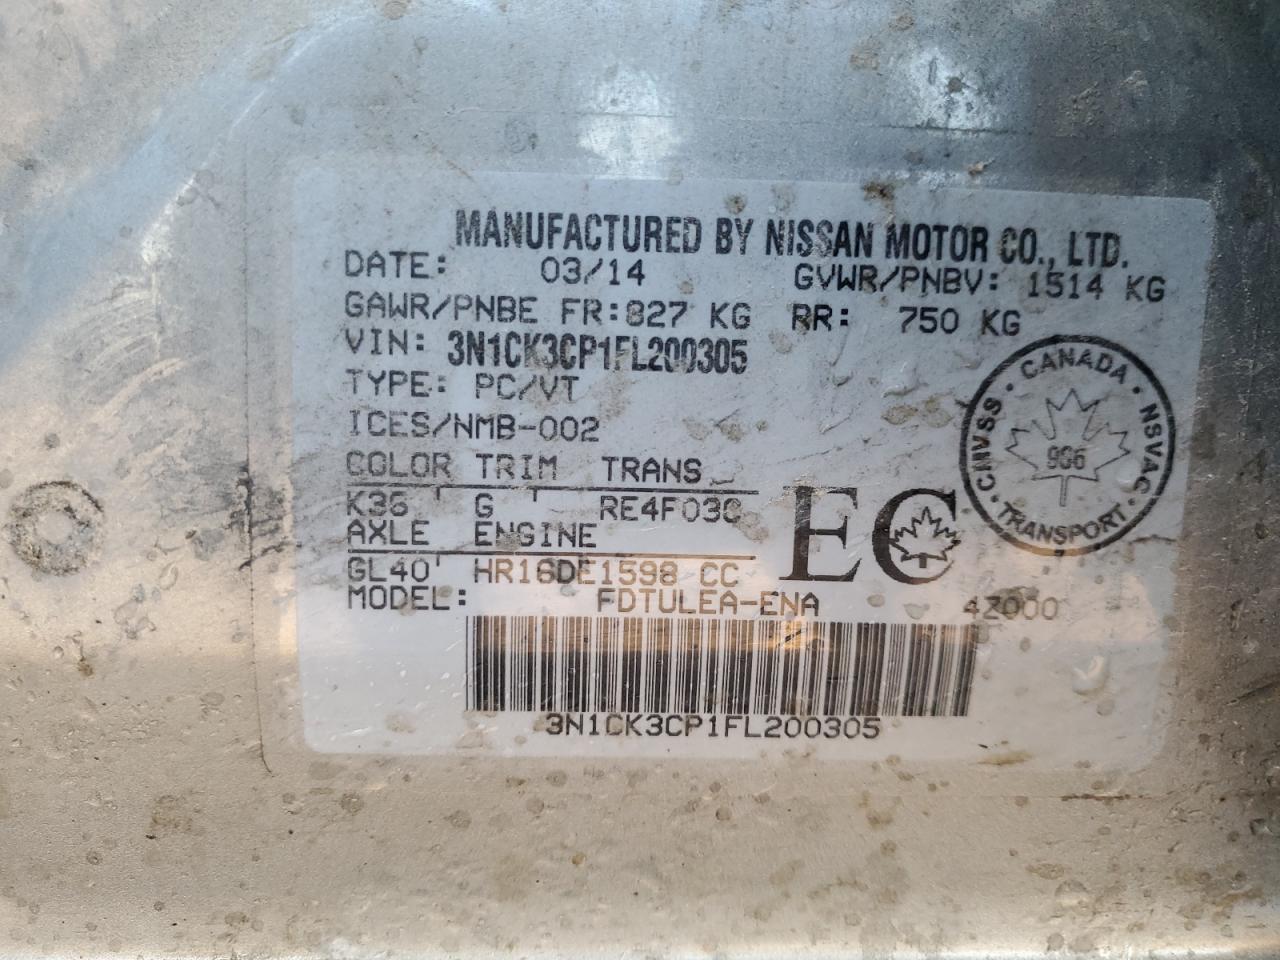 MANUFACTURED BY NISSAN MOTOR CO., LTD.
DATE: 03/14 GVWR/PNBV: 1514 KG
GAWR/PNBE FR:827 KG RR: 750 KG
VIN: 3N1CK3CP1FL200305
TYPE: PC/VT
ICES/NMB-002
COLOR TRIM TRANS
K36 G RE4F03C
AXLE ENGINE
GL40 HR16DE1598 CC
MODEL: FDTULEA-ENA 4Z000
EC
CANADA · NSVAC · TRANSPORT · CMVSS ·
906
3N1CK3CP1FL200305